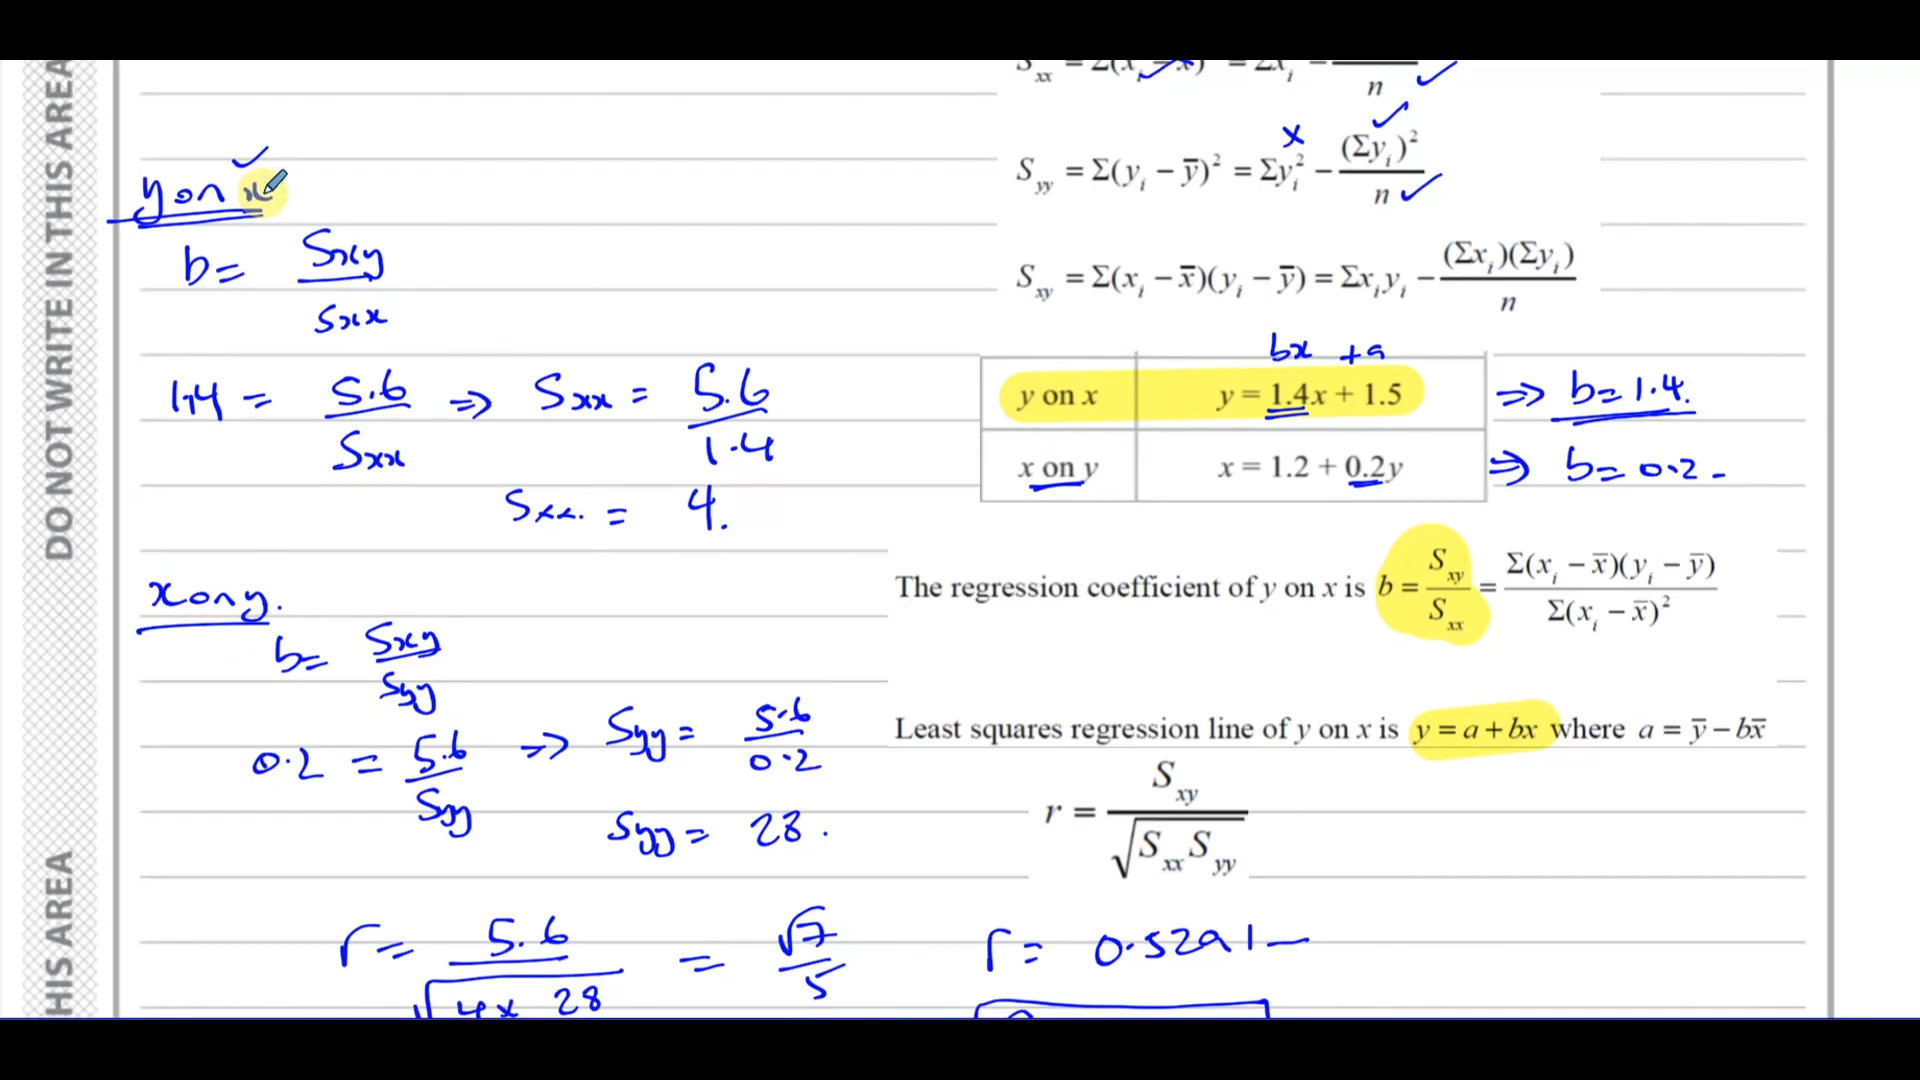 DO NOT WRITE IN THIS AREA
HIS AREA
S_xx = Σ(x_i − x̄) = Σx_i − n
x
S_yy = Σ(y_i − ȳ)² = Σy_i² − (Σy_i)² / n
S_xy = Σ(x_i − x̄)(y_i − ȳ) = Σx_i y_i − (Σx_i)(Σy_i) / n
y on x
b = Sxy / Sxx
1.4 = 5.6 / Sxx => Sxx = 5.6 / 1.4
Sxx. = 4.
bx + a
y on x y = 1.4x + 1.5 => b = 1.4.
x on y x = 1.2 + 0.2y => b = 0.2 -
x on y.
b = Sxy / Syy
0.2 = 5.6 / Syy => Syy = 5.6 / 0.2
Syy = 28.
The regression coefficient of y on x is b = S_xy / S_xx = Σ(x_i − x̄)(y_i − ȳ) / Σ(x_i − x̄)²
Least squares regression line of y on x is y = a + bx where a = ȳ − bx̄
r = S_xy / √S_xx S_yy
r = 5.6 / √4 x 28 = √7 / 5
r = 0.5291—